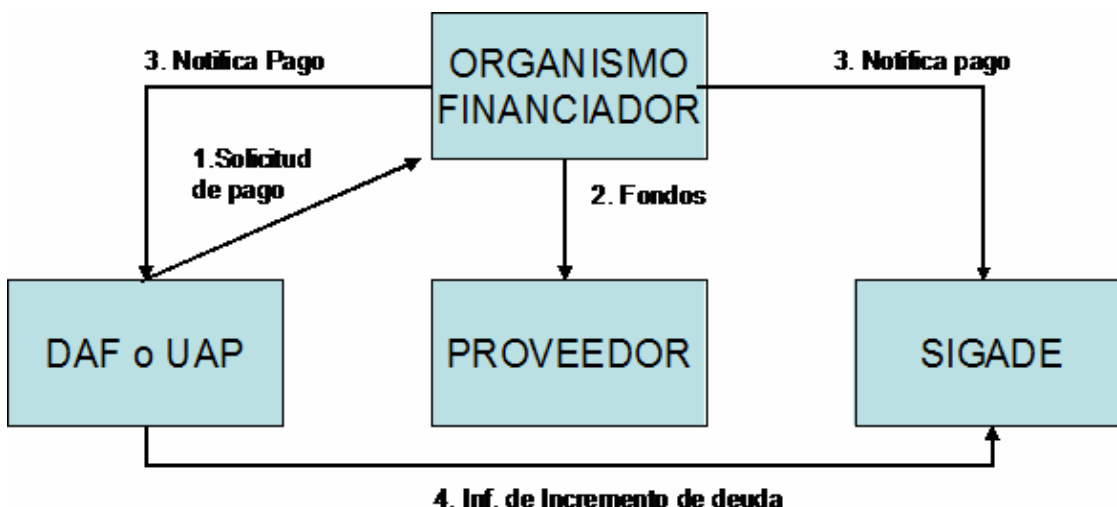 3. Notifica Pago
ORGANISMO
FINANCIADOR
3. Notifica pago
1.Solicitud
de pago
2. Fondos
DAF o UAP
PROVEEDOR
SIGADE
4. Inf. de Incremento de deuda